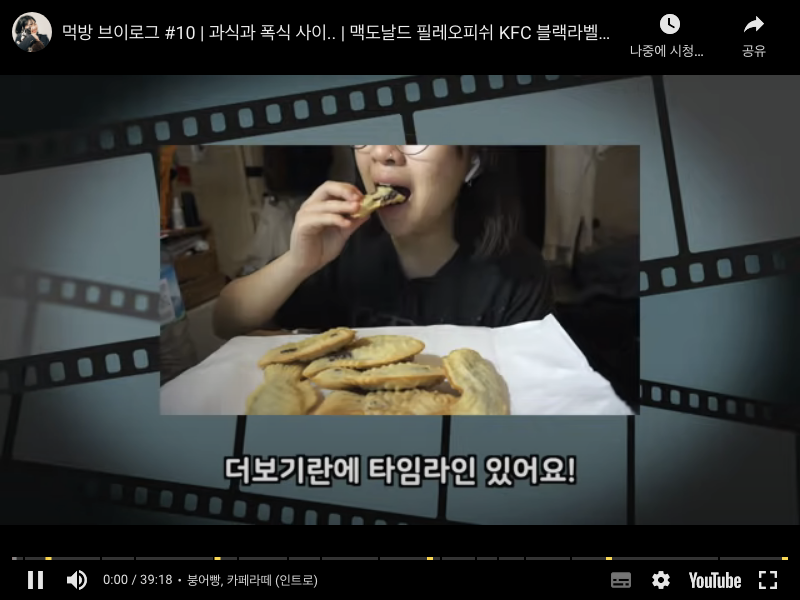 먹방 브이로그 #10 | 과식과 폭식 사이.. | 맥도날드 필레오피쉬 KFC 블랙라벨...
나중에 시청...
공유
더보기란에 타임라인 있어요!
0:00 / 39:18 • 붕어빵, 카페라떼 (인트로)
YouTube